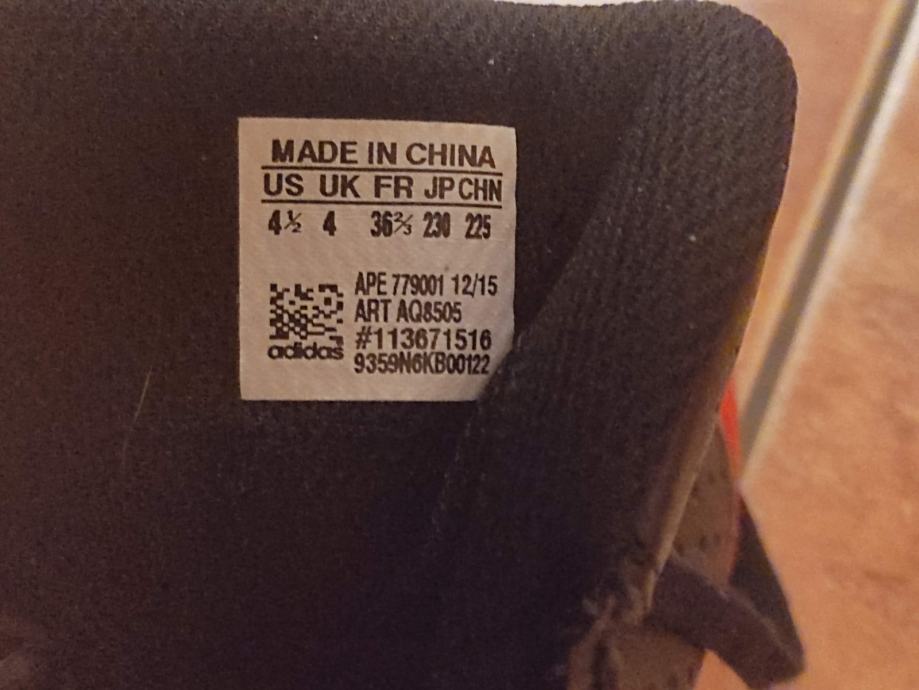 MADE IN CHINA
US UK FR JP CHN
4½ 4 36⅔ 230 225
APE 779001 12/15
ART AQ8505
#113671516
adidas
9359N6KB00122